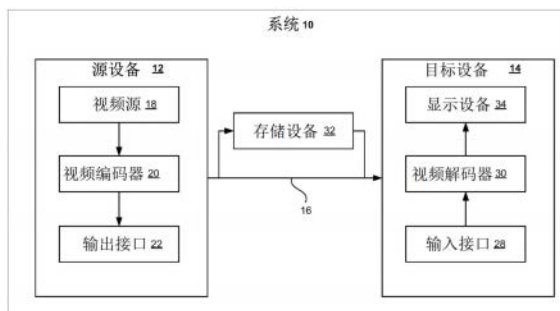 系统 10
源设备 12
视频源 18
视频编码器 20
输出接口 22
存储设备 32
16
目标设备 14
显示设备 34
视频解码器 30
输入接口 28